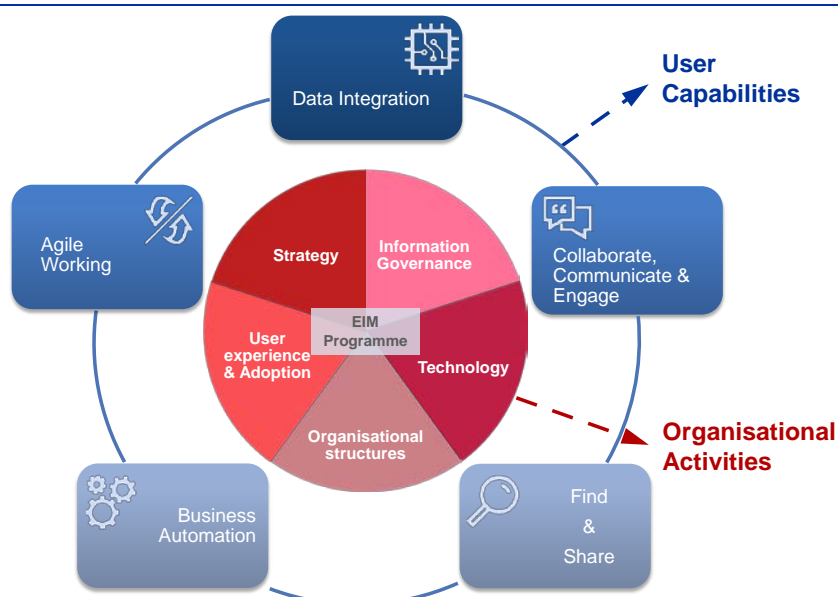 Data Integration
User
Capabilities
Agile
Working
Collaborate,
Communicate &
Engage
Strategy
Information
Governance
EIM
Programme
User
experience
& Adoption
Technology
Organisational
structures
Organisational
Activities
Business
Automation
Find
&
Share